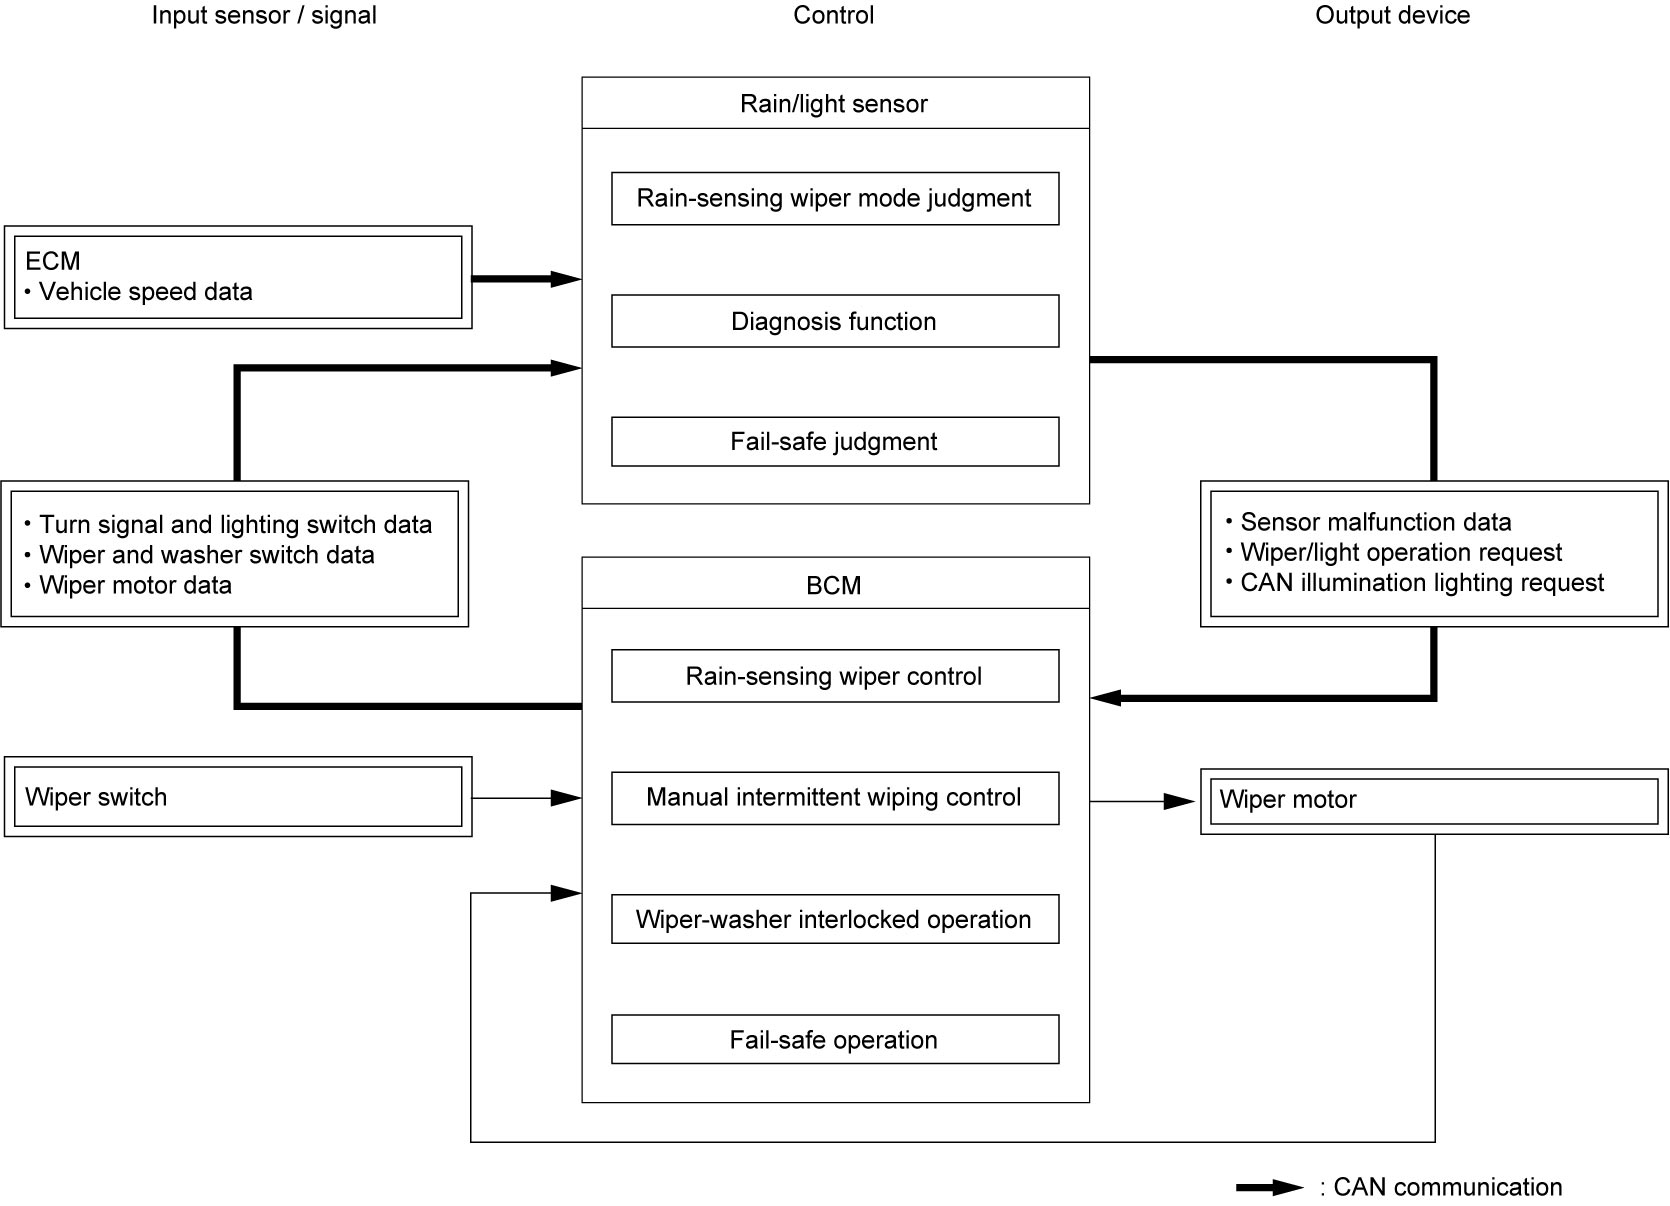 Input sensor / signal
Control
Output device
Rain/light sensor
Rain-sensing wiper mode judgment
Diagnosis function
Fail-safe judgment
ECM
・Vehicle speed data
・Turn signal and lighting switch data
・Wiper and washer switch data
・Wiper motor data
・Sensor malfunction data
・Wiper/light operation request
・CAN illumination lighting request
BCM
Rain-sensing wiper control
Manual intermittent wiping control
Wiper-washer interlocked operation
Fail-safe operation
Wiper switch
Wiper motor
: CAN communication